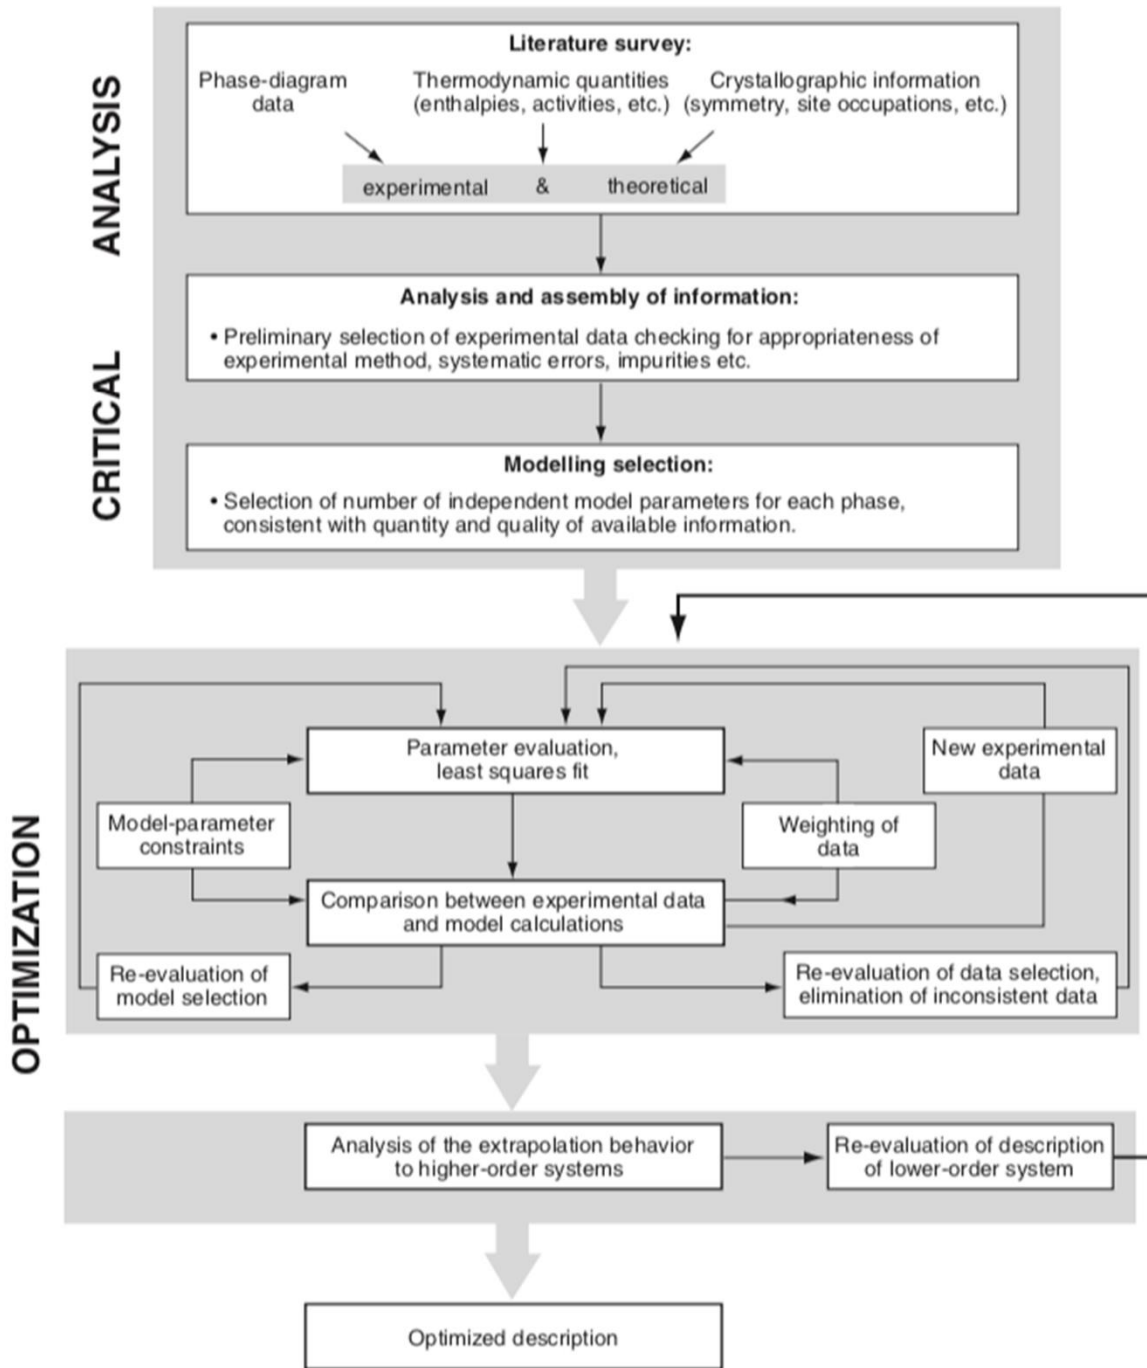 CRITICAL ANALYSIS
Literature survey:
Phase-diagram
data
Thermodynamic quantities
(enthalpies, activities, etc.)
Crystallographic information
(symmetry, site occupations, etc.)
experimental & theoretical
Analysis and assembly of information:
• Preliminary selection of experimental data checking for appropriateness of
experimental method, systematic errors, impurities etc.
Modelling selection:
• Selection of number of independent model parameters for each phase,
consistent with quantity and quality of available information.
OPTIMIZATION
Parameter evaluation,
least squares fit
New experimental
data
Model-parameter
constraints
Weighting of
data
Comparison between experimental data
and model calculations
Re-evaluation of
model selection
Re-evaluation of data selection,
elimination of inconsistent data
Analysis of the extrapolation behavior
to higher-order systems
Re-evaluation of description
of lower-order system
Optimized description